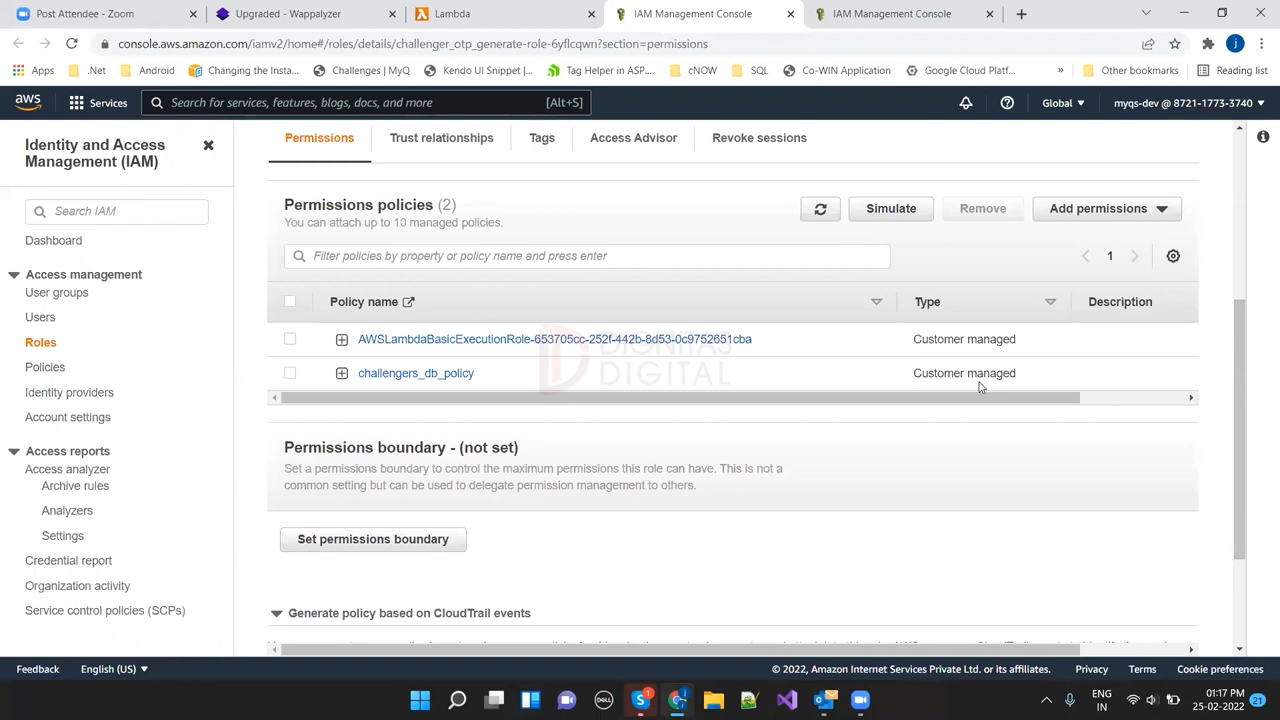 Post Attendee - Zoom
Upgraded - Wappalyzer
Lambda
IAM Management Console
IAM Management Console
console.aws.amazon.com/iamv2/home#/roles/details/challenger_otp_generate-role-6yflcqwn?section=permissions
j
Apps
.Net
Android
Changing the Insta...
Challenges | MyQ
Kendo UI Snippet |...
Tag Helper in ASP....
cNOW
SQL
Co-WIN Application
Google Cloud Platf...
»
Other bookmarks
Reading list
aws
Services
Search for services, features, blogs, docs, and more
[Alt+S]
Global
myqs-dev @ 8721-1773-3740
Identity and Access
Management (IAM)
Search IAM
Dashboard
Access management
User groups
Users
Roles
Policies
Identity providers
Account settings
Access reports
Access analyzer
Archive rules
Analyzers
Settings
Credential report
Organization activity
Service control policies (SCPs)
Permissions
Trust relationships
Tags
Access Advisor
Revoke sessions
Permissions policies (2)
You can attach up to 10 managed policies.
Simulate
Remove
Add permissions
Filter policies by property or policy name and press enter
1
Policy name
Type
Description
AWSLambdaBasicExecutionRole-653705cc-252f-442b-8d53-0c9752651cba
Customer managed
challengers_db_policy
Customer managed
DIGNITAS
DIGITAL
Permissions boundary - (not set)
Set a permissions boundary to control the maximum permissions this role can have. This is not a
common setting but can be used to delegate permission management to others.
Set permissions boundary
Generate policy based on CloudTrail events
Feedback
English (US)
© 2022, Amazon Internet Services Private Ltd. or its affiliates.
Privacy
Terms
Cookie preferences
DELL
S
1
ENG
IN
01:17 PM
25-02-2022
21